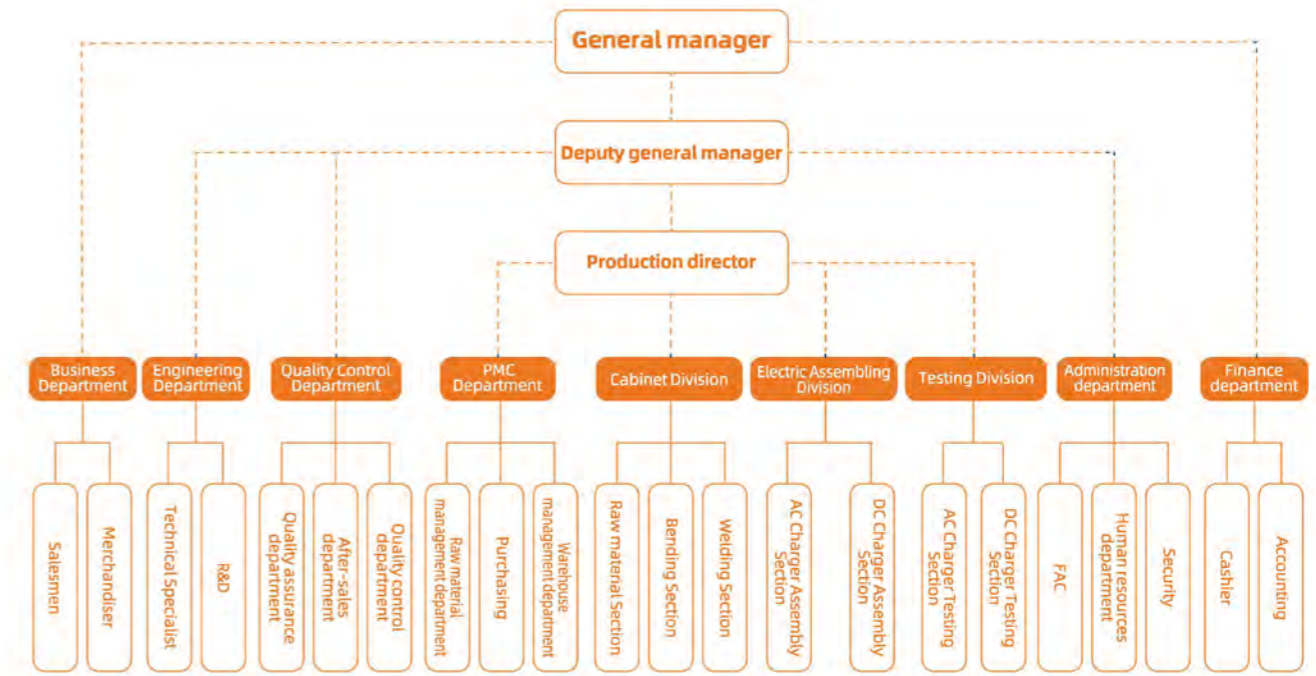 General manager
Deputy general manager
Production director
Business
Department
Engineering
Department
Quality Control
Department
PMC
Department
Cabinet Division
Electric Assembling
Division
Testing Division
Administration
department
Finance
department
Salesmen
Merchandiser
Technical Specialist
R&D
Quality assurance
department
After-sales
department
Quality control
department
Raw material
management department
Purchasing
Warehouse
management department
Raw material Section
Bending Section
Welding Section
AC Charger Assembly
Section
DC Charger Assembly
Section
AC Charger Testing
Section
DC Charger Testing
Section
FAC
Human resources
department
Security
Cashier
Accounting